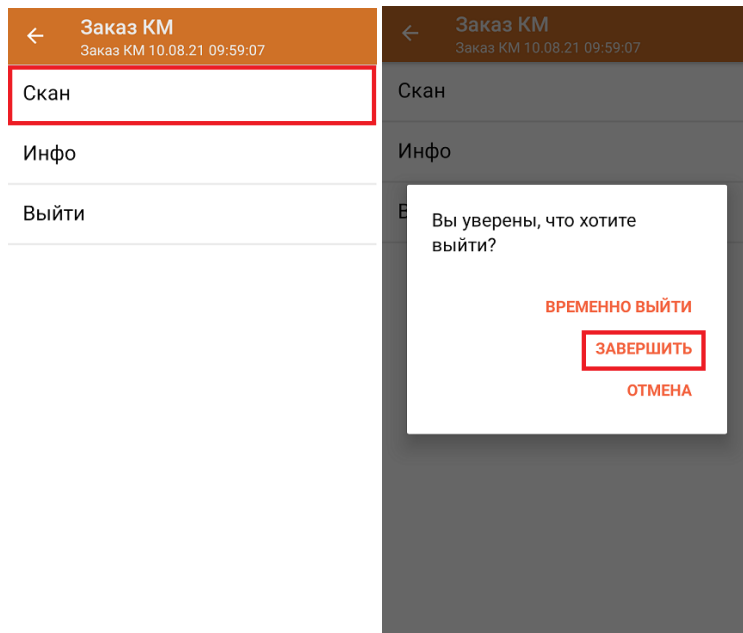 Заказ КМ
Заказ КМ 10.08.21 09:59:07
Скан
Инфо
Выйти
Заказ КМ
Заказ КМ 10.08.21 09:59:07
Скан
Инфо
В
Вы уверены, что хотите
выйти?
ВРЕМЕННО ВЫЙТИ
ЗАВЕРШИТЬ
ОТМЕНА